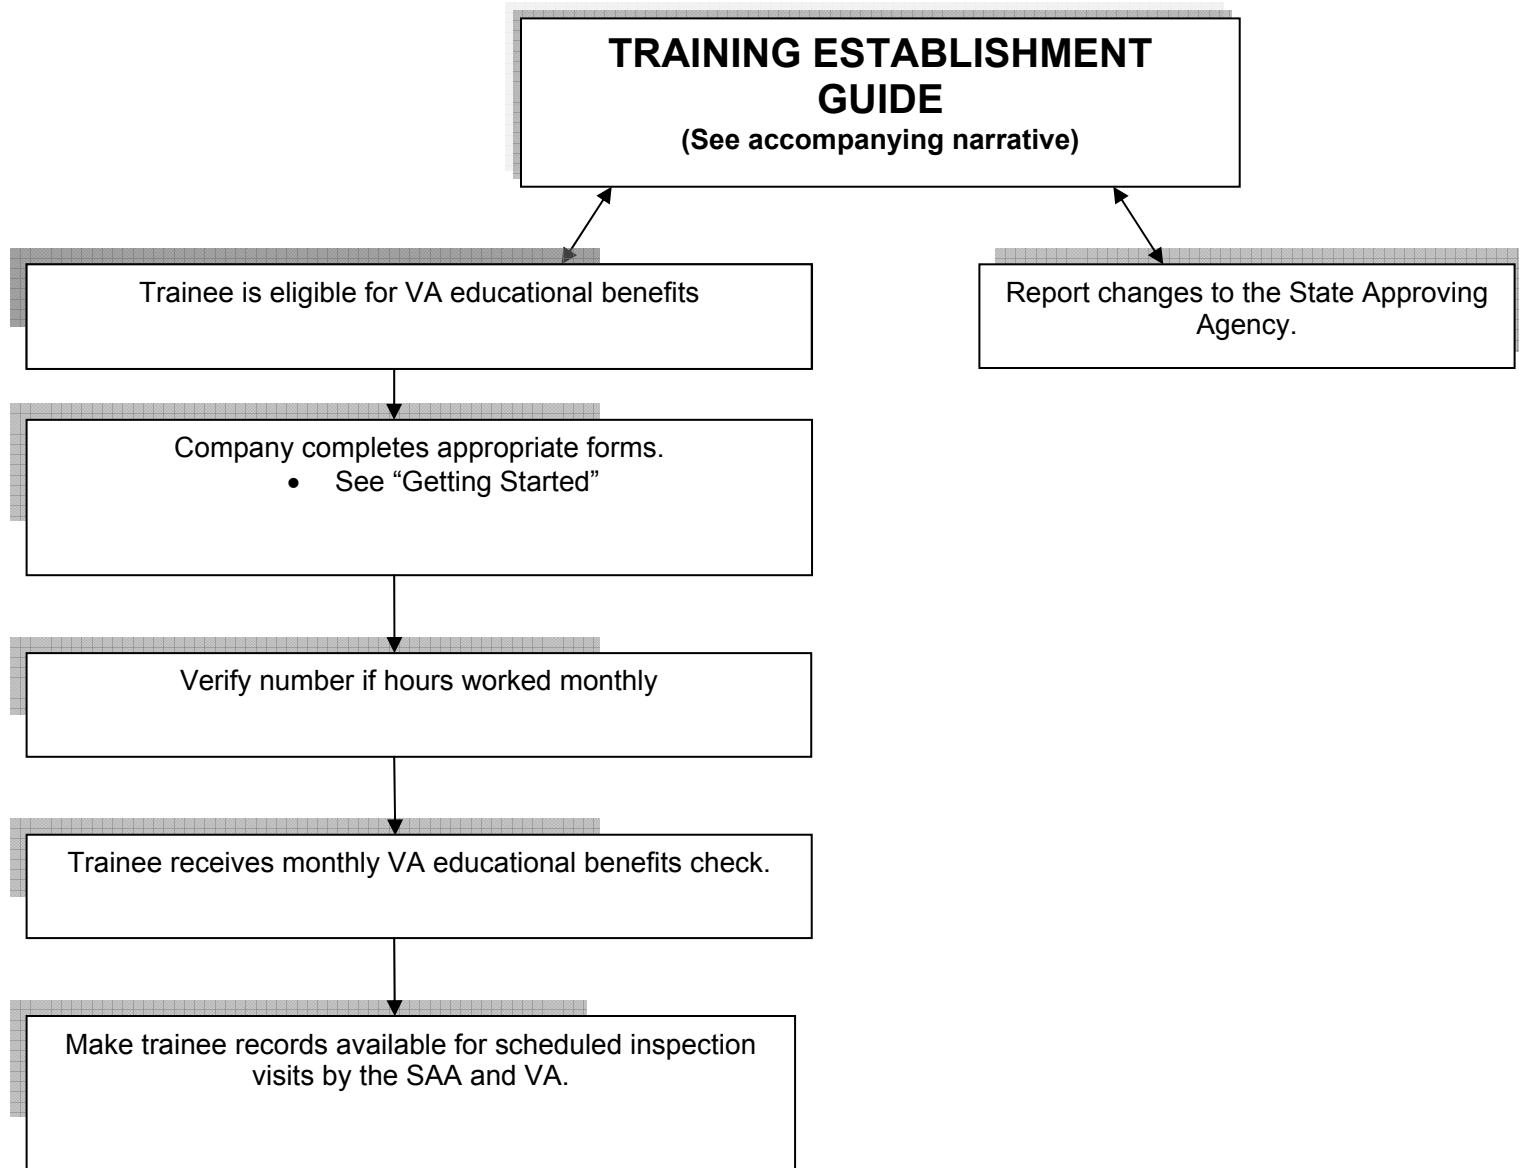 TRAINING ESTABLISHMENT
GUIDE
(See accompanying narrative)
Trainee is eligible for VA educational benefits
Report changes to the State Approving
Agency.
Company completes appropriate forms.
• See “Getting Started”
Verify number if hours worked monthly
Trainee receives monthly VA educational benefits check.
Make trainee records available for scheduled inspection
visits by the SAA and VA.